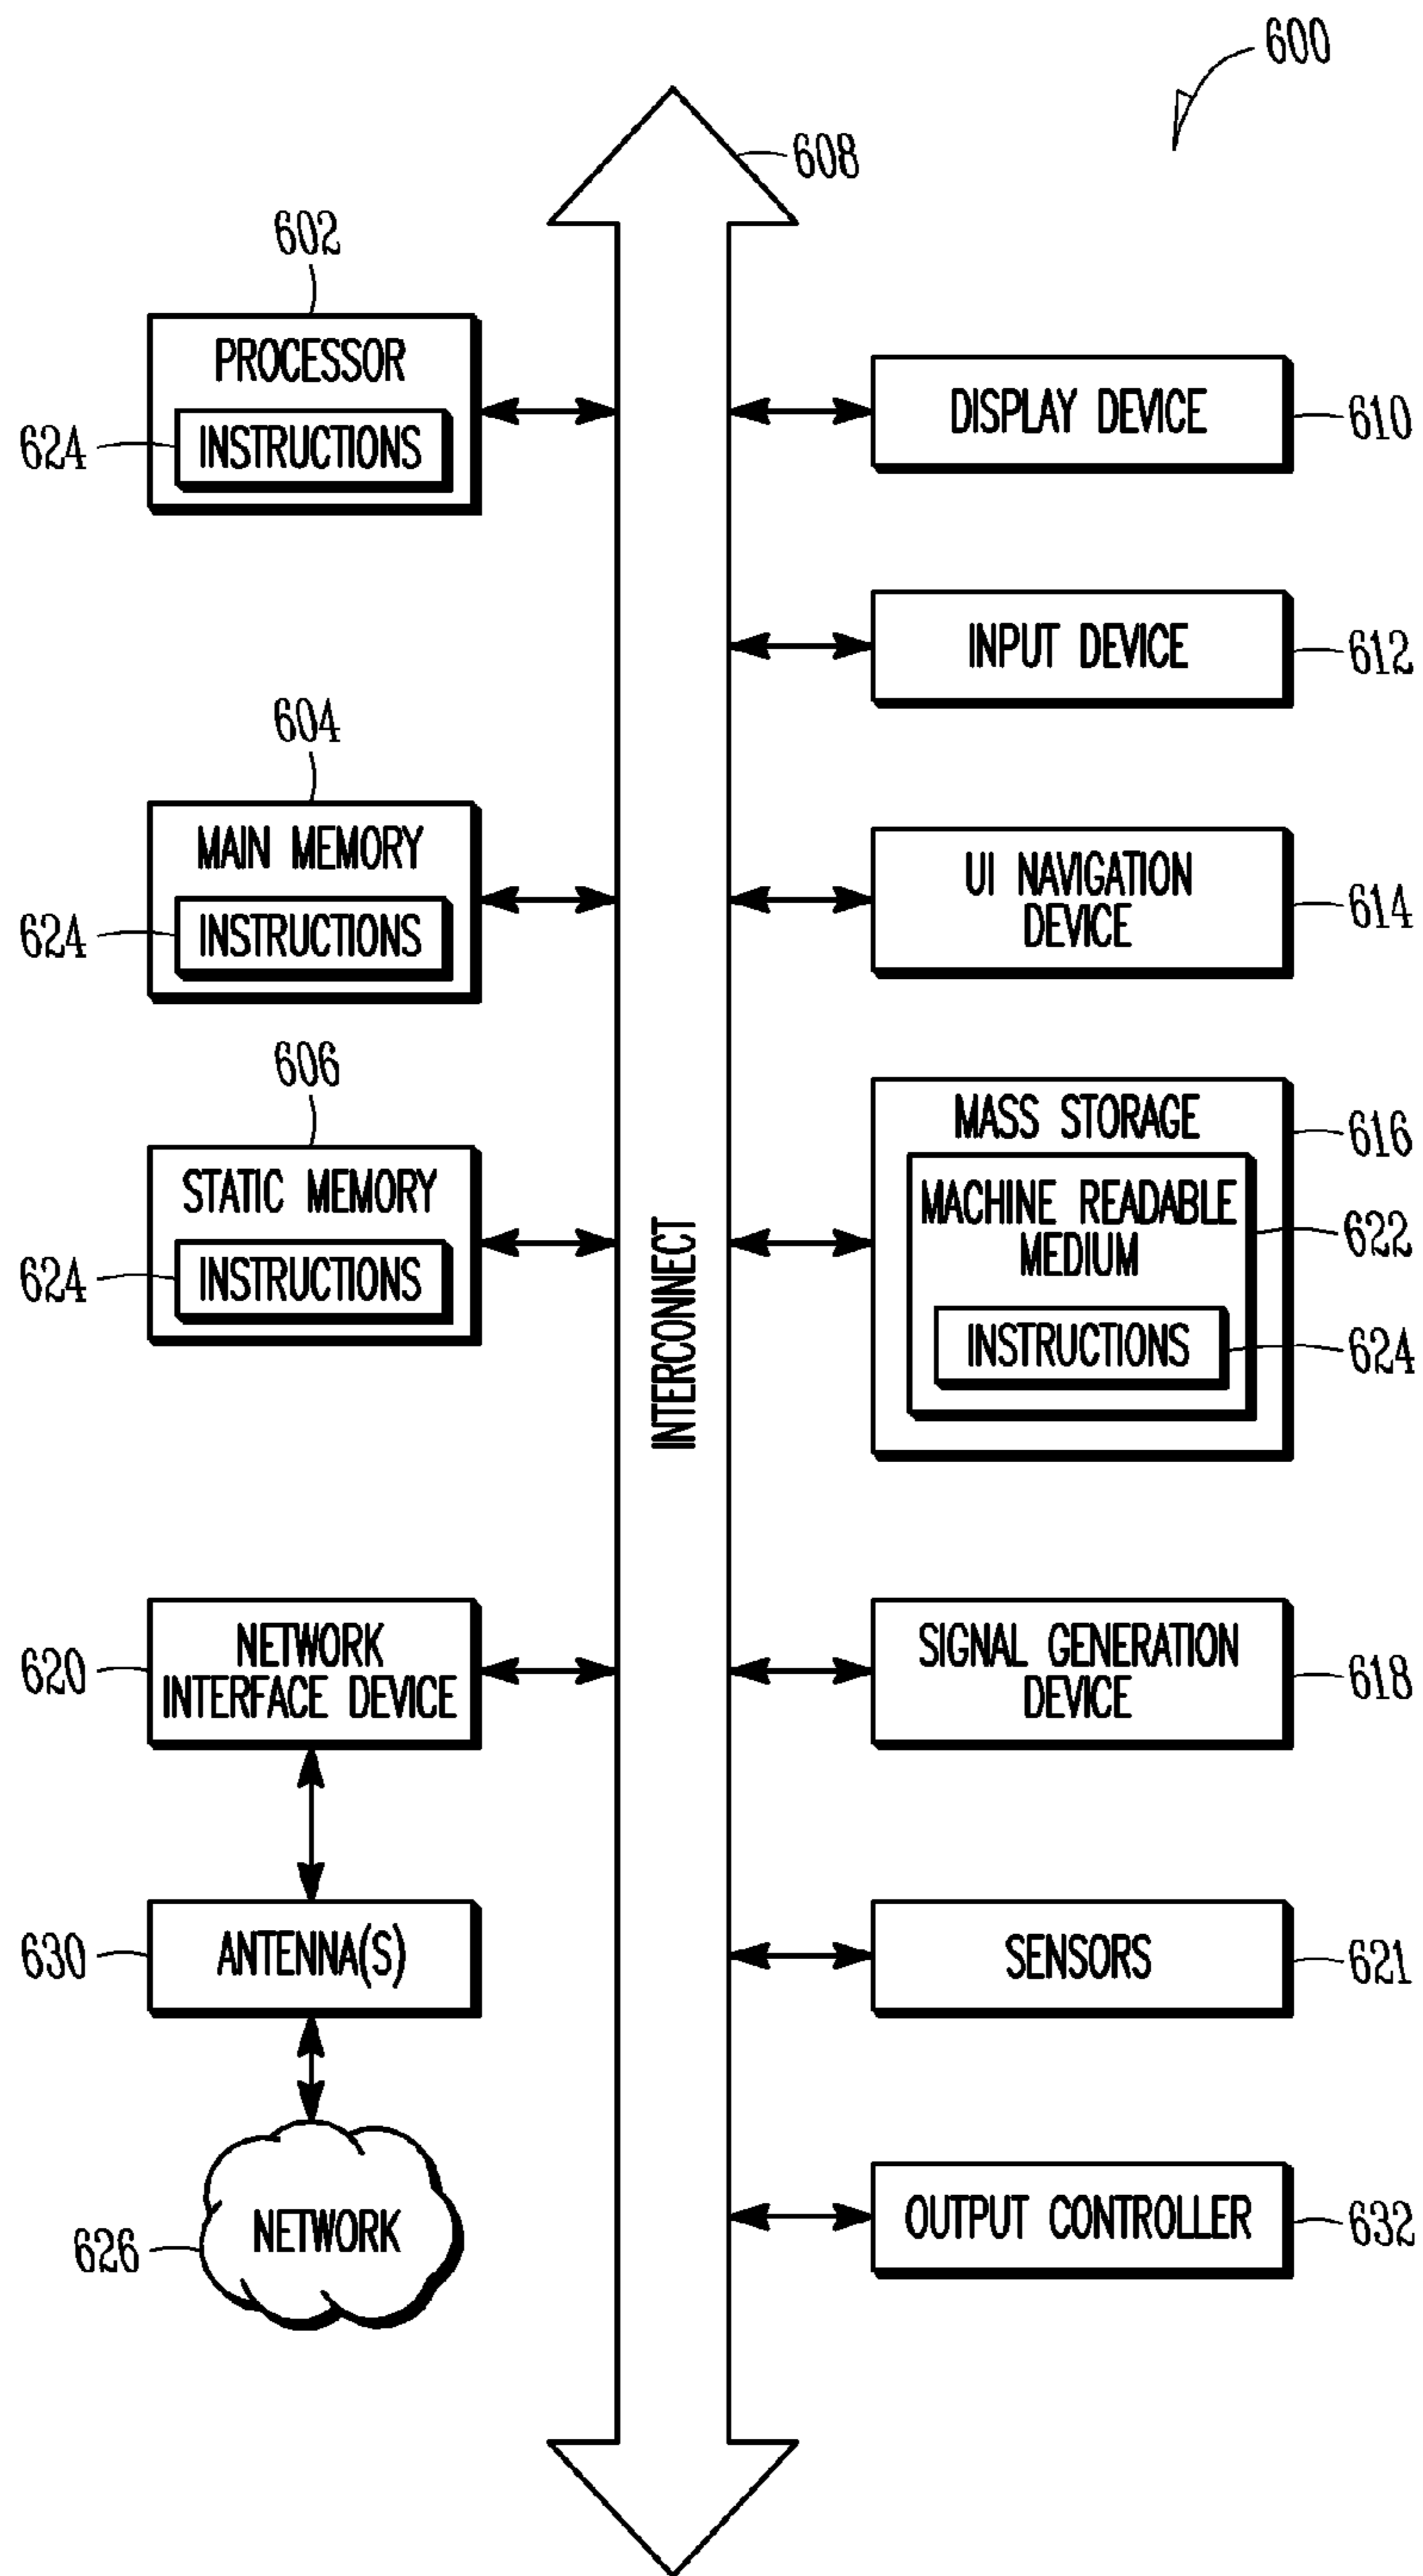 600
608
602
PROCESSOR
624
INSTRUCTIONS
DISPLAY DEVICE
610
INPUT DEVICE
612
604
MAIN MEMORY
624
INSTRUCTIONS
UI NAVIGATION
DEVICE
614
606
STATIC MEMORY
624
INSTRUCTIONS
MASS STORAGE
616
MACHINE READABLE
MEDIUM
622
INSTRUCTIONS
624
INTERCONNECT
620
NETWORK
INTERFACE DEVICE
SIGNAL GENERATION
DEVICE
618
630
ANTENNA(S)
SENSORS
621
626
NETWORK
OUTPUT CONTROLLER
632